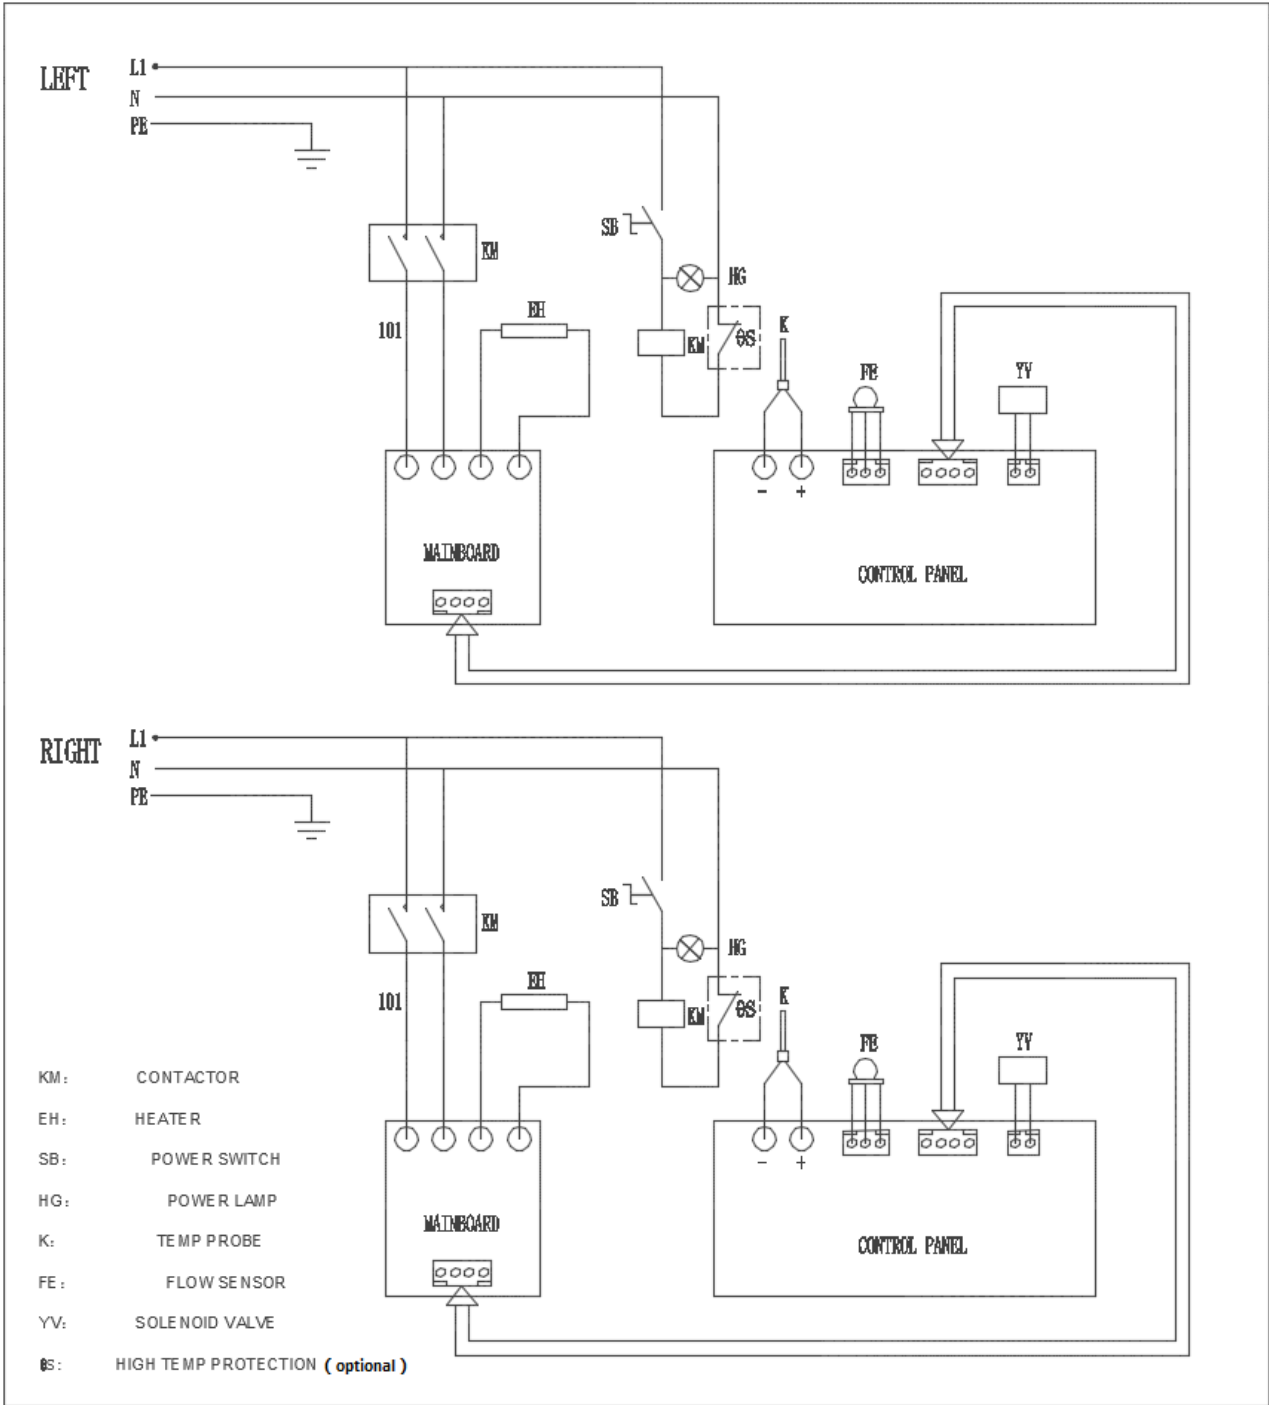 LEFT
L1
N
PE
SB
KM
HG
101
EH
KM
θS
K
FE
YV
- +
MAINBOARD
CONTROL PANEL
RIGHT
L1
N
PE
SB
KM
HG
101
EH
KM
θS
K
FE
YV
- +
MAINBOARD
CONTROL PANEL
KM: CONTACTOR
EH: HEATER
SB: POWER SWITCH
HG: POWER LAMP
K: TEMP PROBE
FE: FLOW SENSOR
YV: SOLENOID VALVE
θS: HIGH TEMP PROTECTION ( optional )